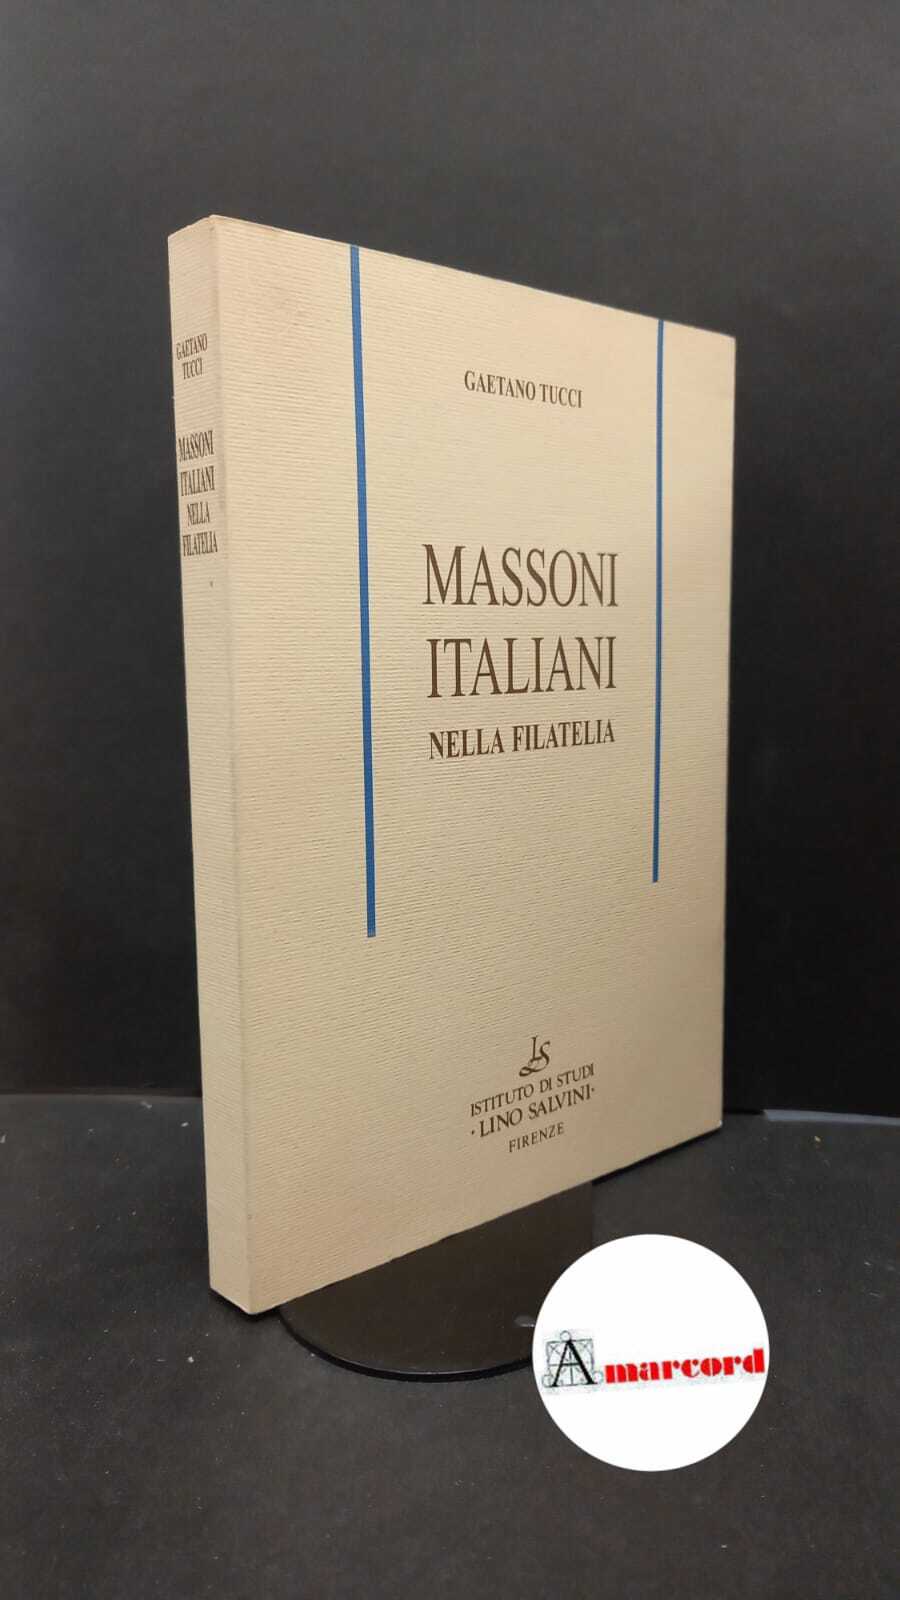 GAETANO
TUCCI
MASSONI
ITALIANI
NELLA
FILATELIA
GAETANO TUCCI
MASSONI
ITALIANI
NELLA FILATELIA
LS
ISTITUTO DI STUDI
·LINO SALVINI·
FIRENZE
Amarcord